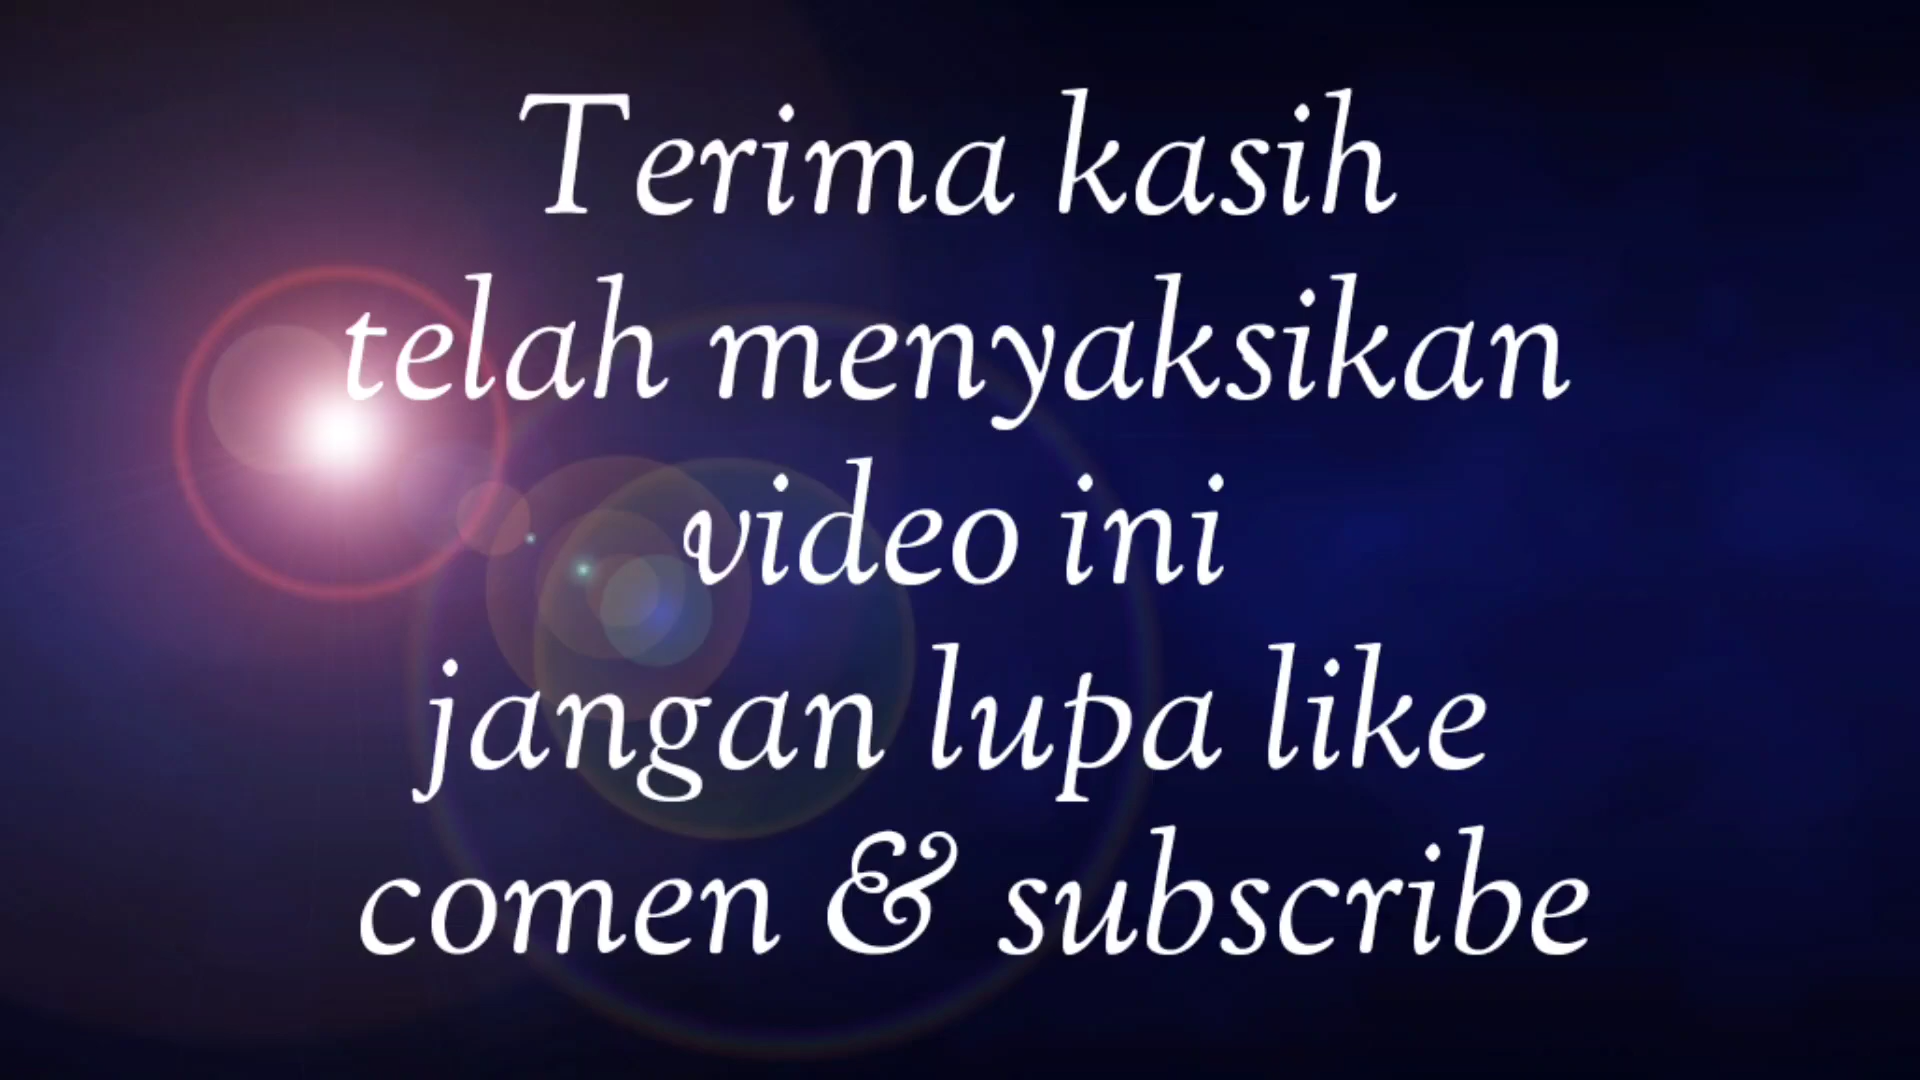 Terima kasih
telah menyaksikan
video ini
jangan lupa like
comen & subscribe